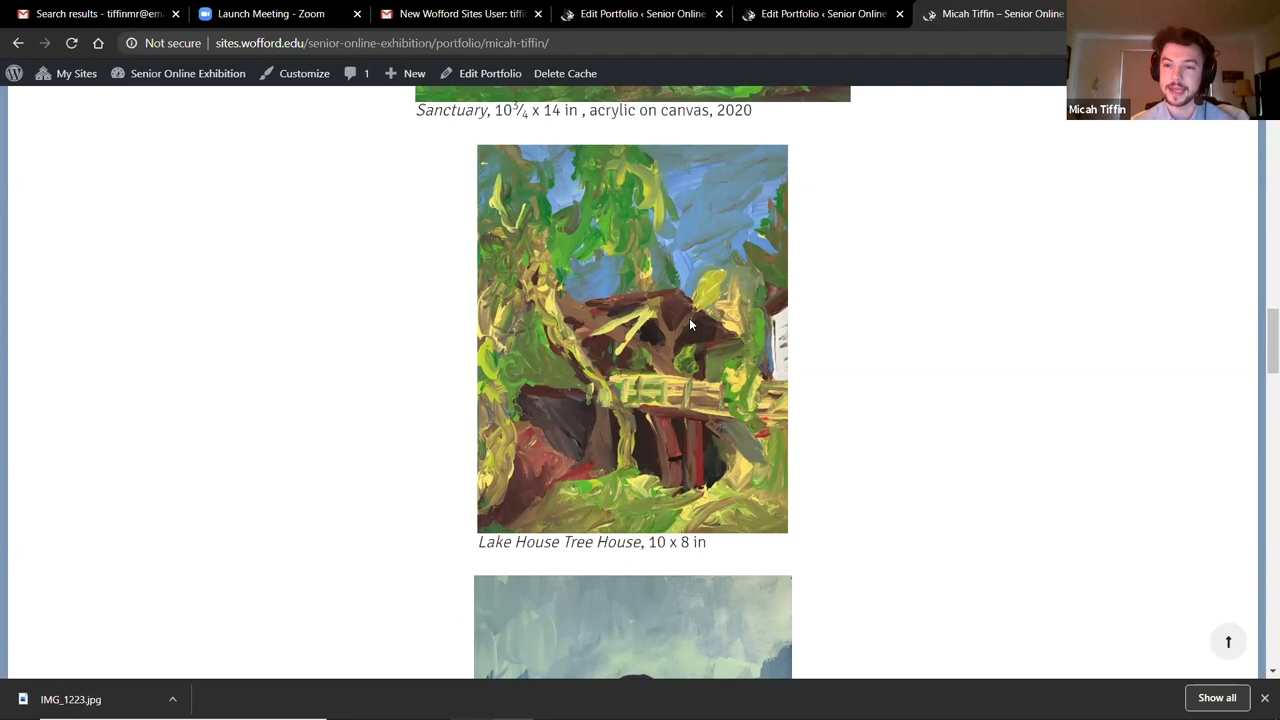 Search results - tiffinmr@em
Launch Meeting - Zoom
New Wofford Sites User: tiffi
Edit Portfolio ‹ Senior Online
Edit Portfolio ‹ Senior Online
Micah Tiffin – Senior Online
Not secure
sites.wofford.edu/senior-online-exhibition/portfolio/micah-tiffin/
My Sites
Senior Online Exhibition
Customize
1
New
Edit Portfolio
Delete Cache
Micah Tiffin
Sanctuary, 10¾ x 14 in , acrylic on canvas, 2020
Lake House Tree House, 10 x 8 in
IMG_1223.jpg
Show all